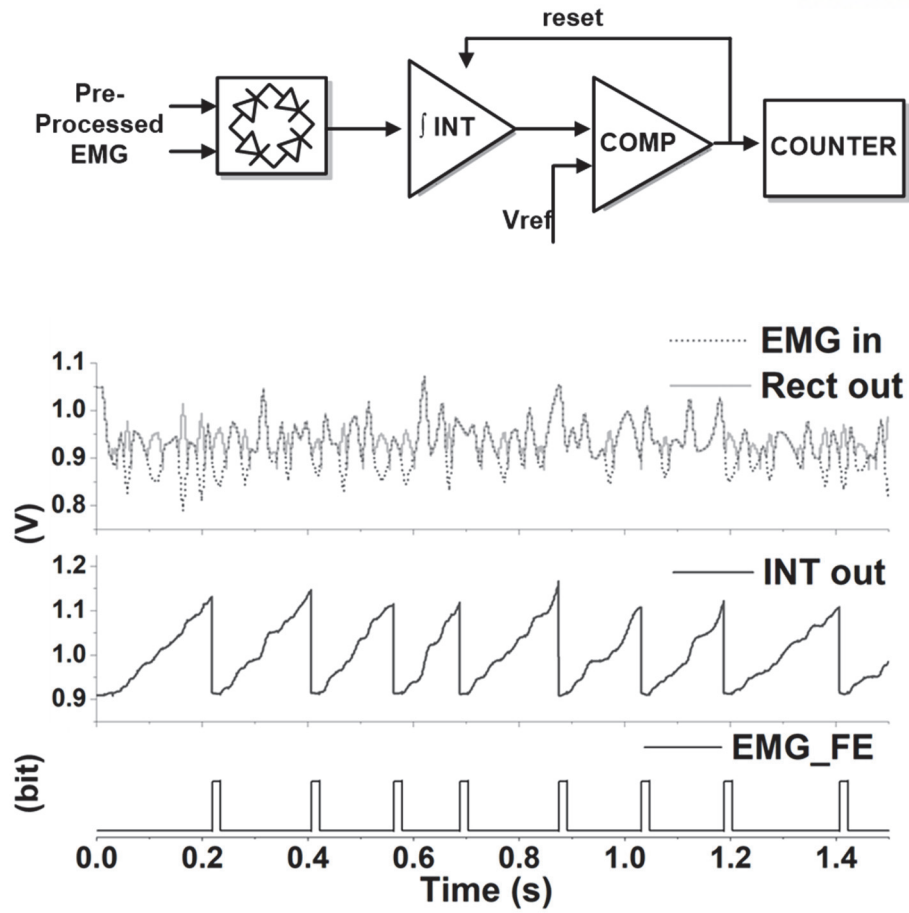 reset
Pre-
Processed
EMG
∫ INT
COMP
COUNTER
Vref
EMG in
Rect out
1.1
1.0
0.9
0.8
(V)
INT out
1.2
1.1
1.0
0.9
EMG_FE
(bit)
0.0 0.2 0.4 0.6 0.8 1.0 1.2 1.4
Time (s)